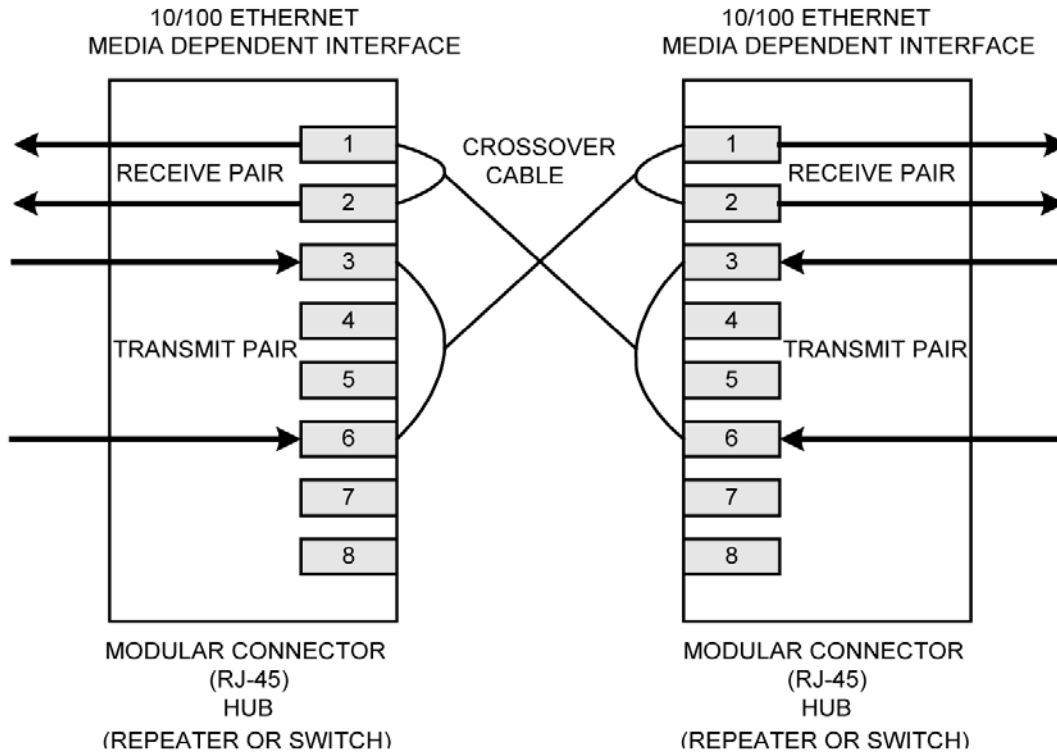 10/100 ETHERNET
MEDIA DEPENDENT INTERFACE
10/100 ETHERNET
MEDIA DEPENDENT INTERFACE
1
RECEIVE PAIR
2
3
4
TRANSMIT PAIR
5
6
7
8
CROSSOVER
CABLE
1
RECEIVE PAIR
2
3
4
TRANSMIT PAIR
5
6
7
8
MODULAR CONNECTOR
(RJ-45)
HUB
(REPEATER OR SWITCH)
MODULAR CONNECTOR
(RJ-45)
HUB
(REPEATER OR SWITCH)